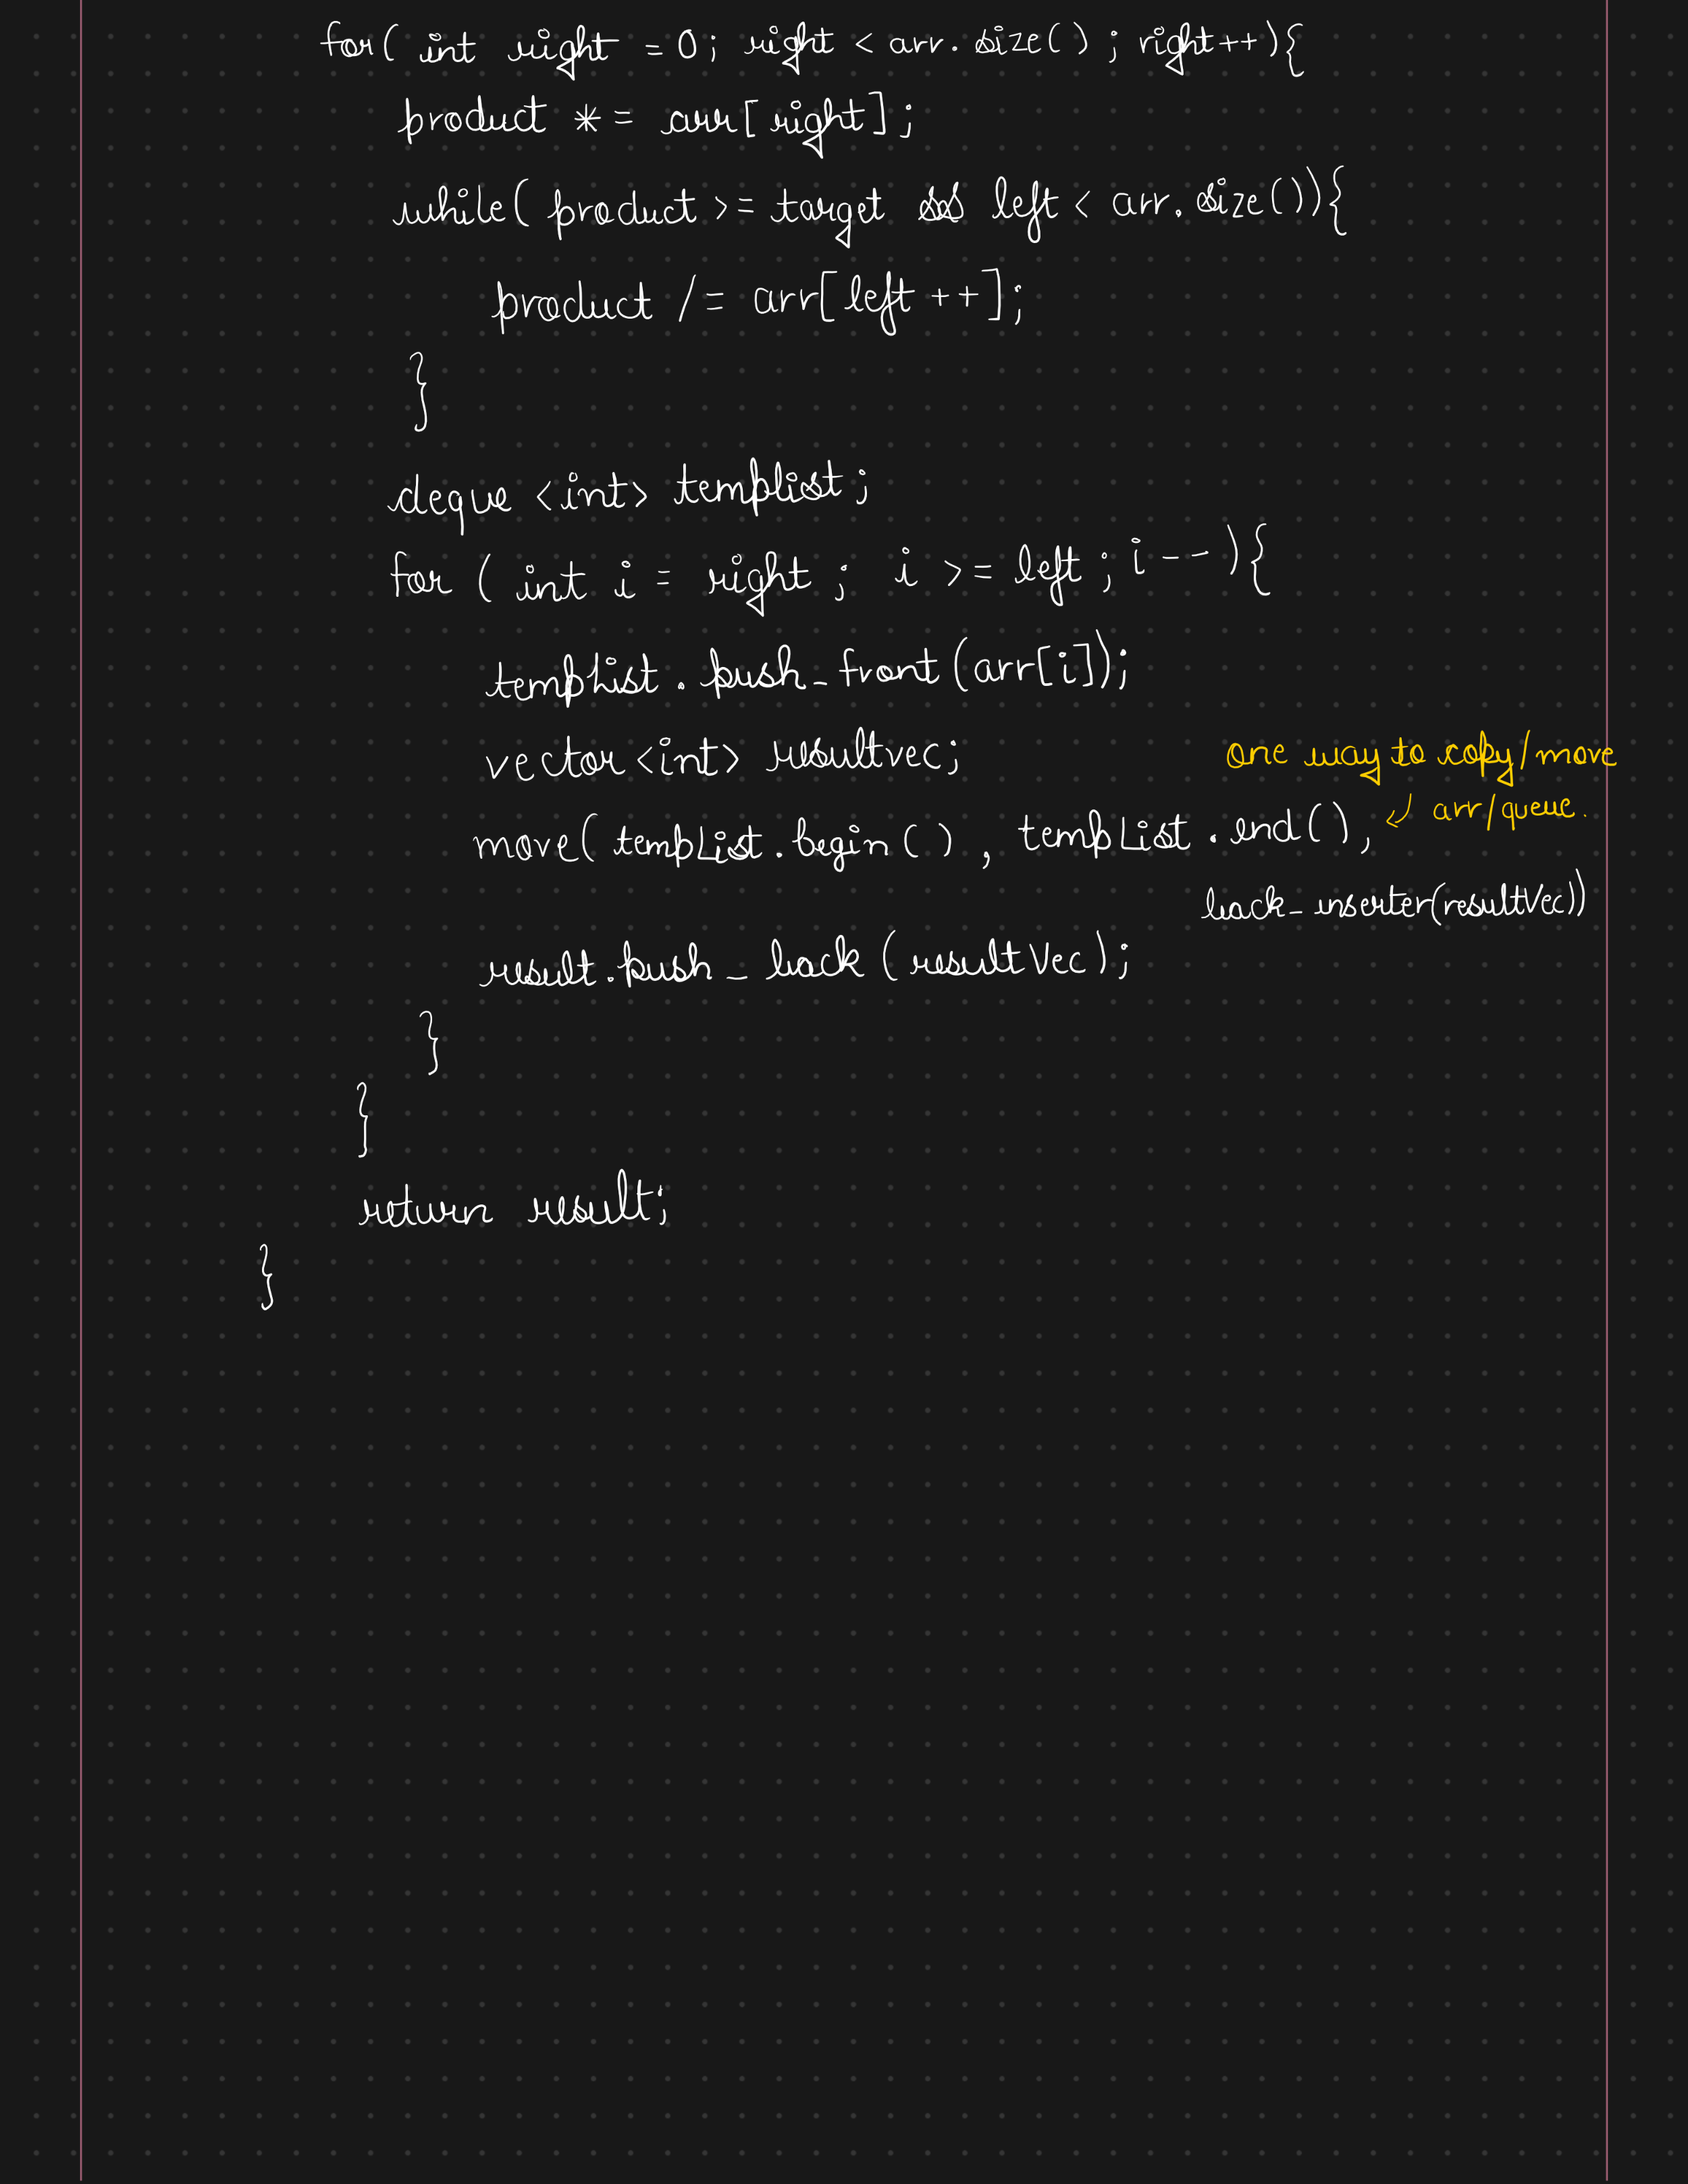 for( int right = 0; right < arr. size() ; right++){
product *= arr[right];
while( product >= target && left < arr. size()){
product /= arr[left ++];
}
deque <int> templist;
for ( int i = right ; i >= left ; i--){
tempList . push_front (arr[i]);
vector <int> resultvec;
one way to copy/move
move( tempList . begin () , tempList . end() , ↙ arr/queue.
back_inserter(resultVec))
result. push_back (resultVec);
}
}
return result;
}